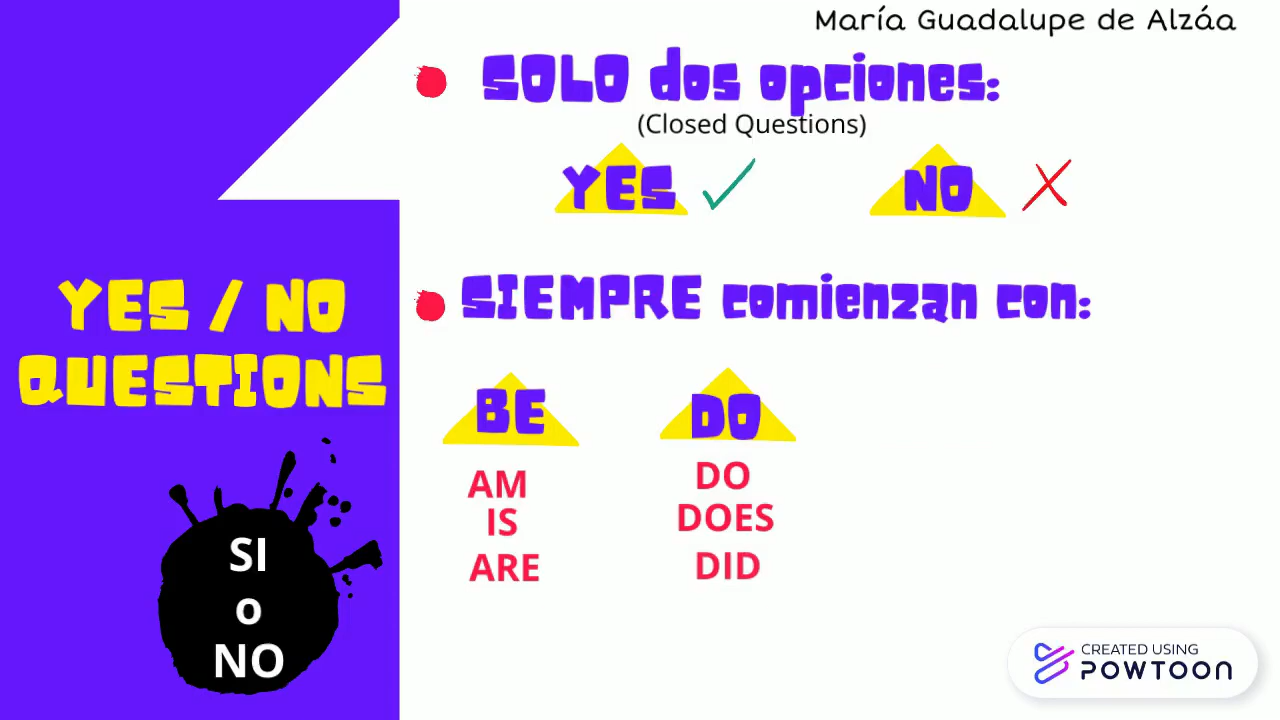 María Guadalupe de Alzáa
SOLO dos opciones:
(Closed Questions)
YES NO
YES / NO
QUESTIONS
SIEMPRE comienzan con:
BE DO
AM DO
IS DOES
ARE DID
SI
o
NO
CREATED USING
POWTOON